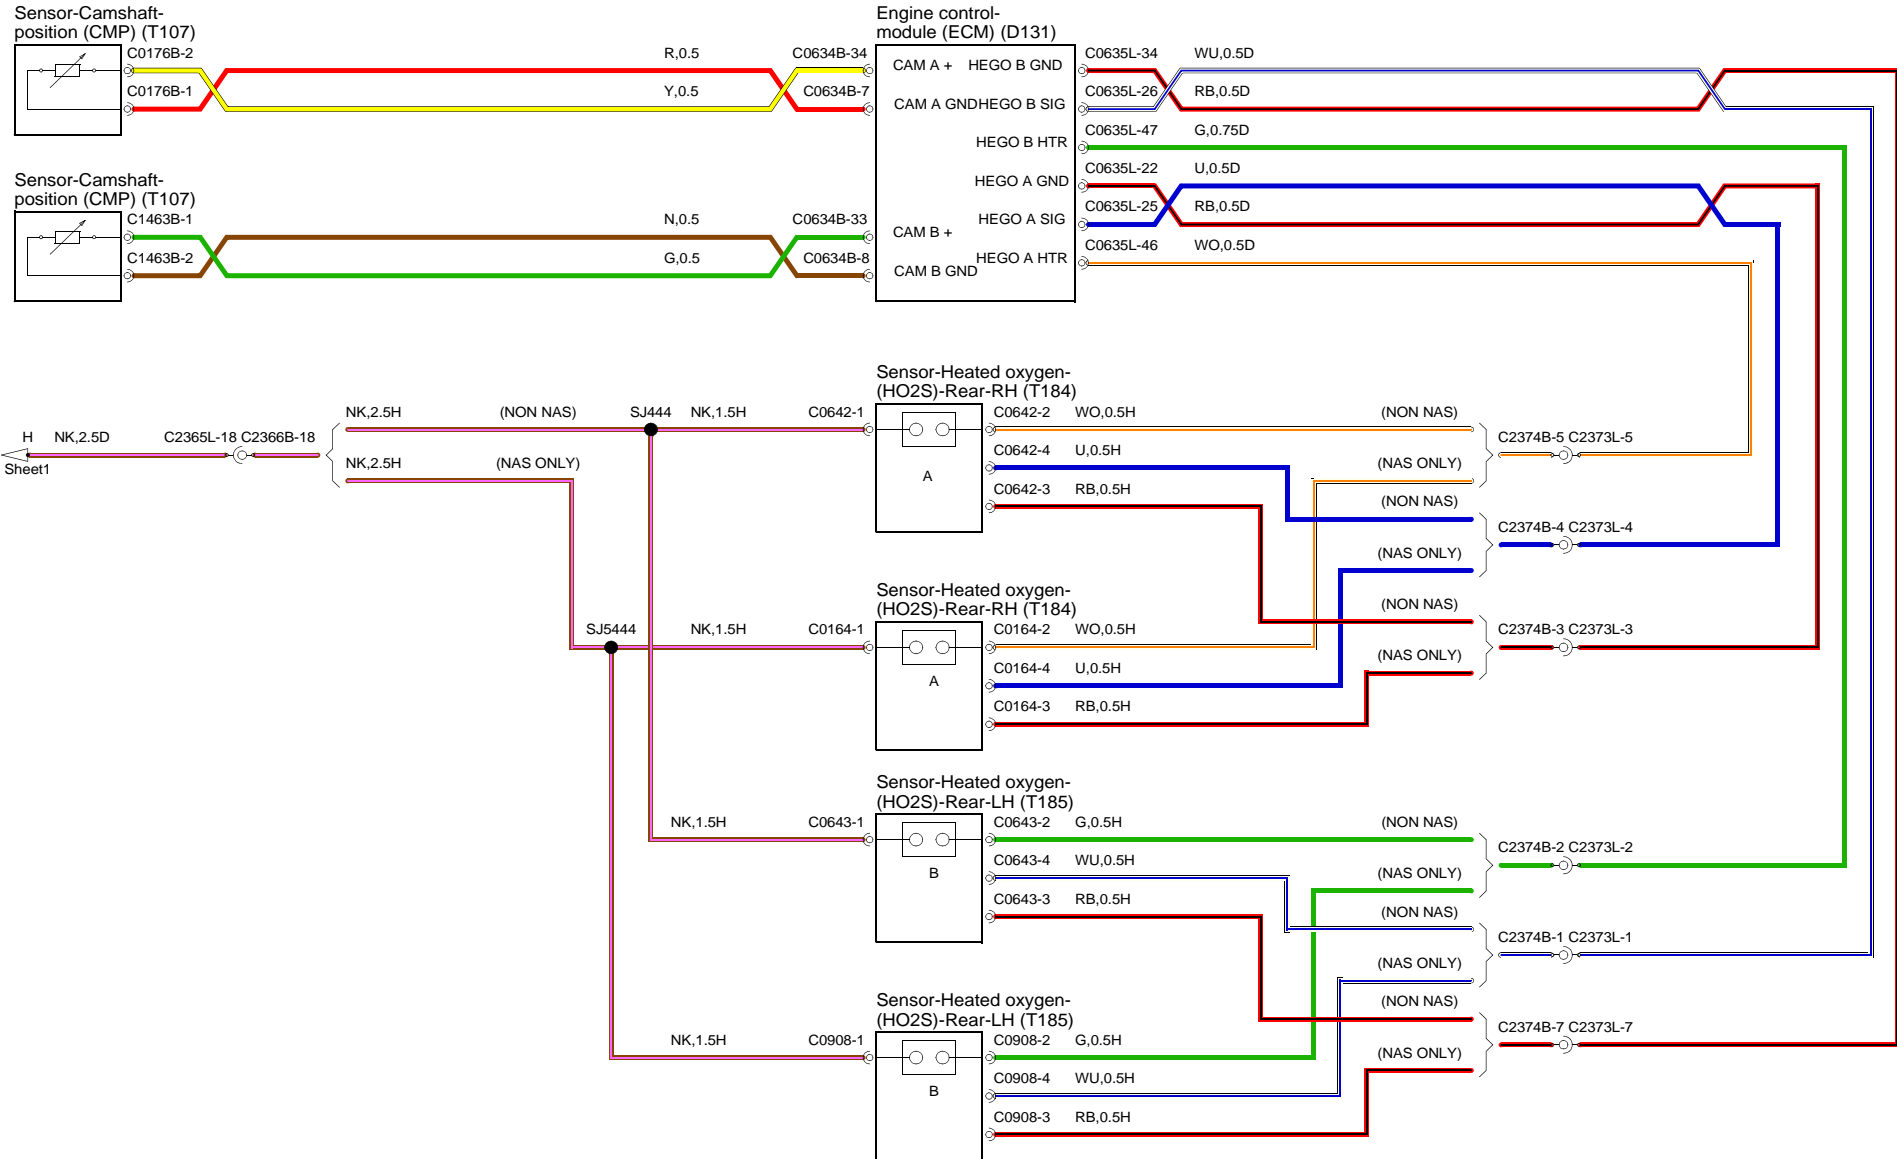 Sensor-Camshaft-
position (CMP) (T107)
C0176B-2
C0176B-1
R,0.5
Y,0.5
C0634B-34
C0634B-7
Engine control-
module (ECM) (D131)
CAM A +
HEGO B GND
CAM A GND
HEGO B SIG
HEGO B HTR
HEGO A GND
HEGO A SIG
CAM B +
HEGO A HTR
CAM B GND
C0635L-34
WU,0.5D
C0635L-26
RB,0.5D
C0635L-47
G,0.75D
C0635L-22
U,0.5D
C0635L-25
RB,0.5D
C0635L-46
WO,0.5D
Sensor-Camshaft-
position (CMP) (T107)
C1463B-1
C1463B-2
N,0.5
G,0.5
C0634B-33
C0634B-8
H
NK,2.5D
Sheet1
C2365L-18 C2366B-18
NK,2.5H
(NON NAS)
NK,2.5H
(NAS ONLY)
SJ444
NK,1.5H
C0642-1
Sensor-Heated oxygen-
(HO2S)-Rear-RH (T184)
A
C0642-2
WO,0.5H
C0642-4
U,0.5H
C0642-3
RB,0.5H
(NON NAS)
(NAS ONLY)
C2374B-5 C2373L-5
(NON NAS)
(NAS ONLY)
C2374B-4 C2373L-4
SJ5444
NK,1.5H
C0164-1
Sensor-Heated oxygen-
(HO2S)-Rear-RH (T184)
A
C0164-2
WO,0.5H
C0164-4
U,0.5H
C0164-3
RB,0.5H
(NON NAS)
(NAS ONLY)
C2374B-3 C2373L-3
NK,1.5H
C0643-1
Sensor-Heated oxygen-
(HO2S)-Rear-LH (T185)
B
C0643-2
G,0.5H
C0643-4
WU,0.5H
C0643-3
RB,0.5H
(NON NAS)
(NAS ONLY)
C2374B-2 C2373L-2
(NON NAS)
(NAS ONLY)
C2374B-1 C2373L-1
NK,1.5H
C0908-1
Sensor-Heated oxygen-
(HO2S)-Rear-LH (T185)
B
C0908-2
G,0.5H
C0908-4
WU,0.5H
C0908-3
RB,0.5H
(NON NAS)
(NAS ONLY)
C2374B-7 C2373L-7